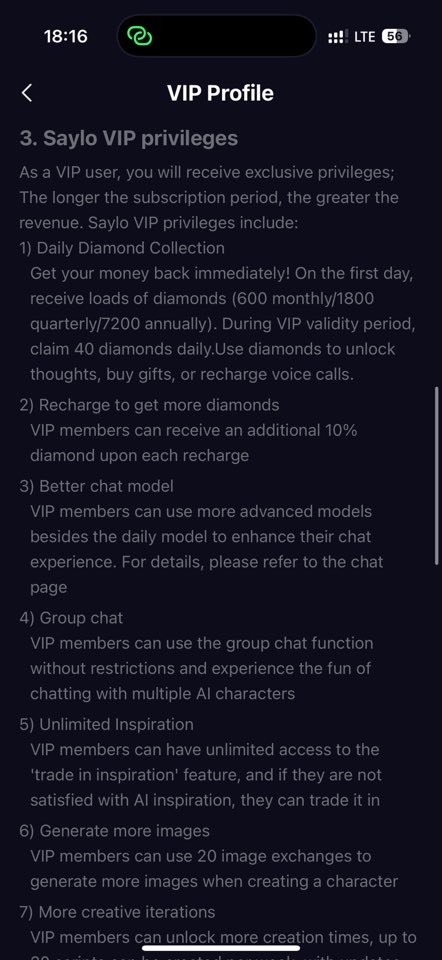 18:16
LTE
56
VIP Profile
3. Saylo VIP privileges
As a VIP user, you will receive exclusive privileges;
The longer the subscription period, the greater the
revenue. Saylo VIP privileges include:
1) Daily Diamond Collection
Get your money back immediately! On the first day,
receive loads of diamonds (600 monthly/1800
quarterly/7200 annually). During VIP validity period,
claim 40 diamonds daily.Use diamonds to unlock
thoughts, buy gifts, or recharge voice calls.
2) Recharge to get more diamonds
VIP members can receive an additional 10%
diamond upon each recharge
3) Better chat model
VIP members can use more advanced models
besides the daily model to enhance their chat
experience. For details, please refer to the chat
page
4) Group chat
VIP members can use the group chat function
without restrictions and experience the fun of
chatting with multiple AI characters
5) Unlimited Inspiration
VIP members can have unlimited access to the
'trade in inspiration' feature, and if they are not
satisfied with AI inspiration, they can trade it in
6) Generate more images
VIP members can use 20 image exchanges to
generate more images when creating a character
7) More creative iterations
VIP members can unlock more creation times, up to